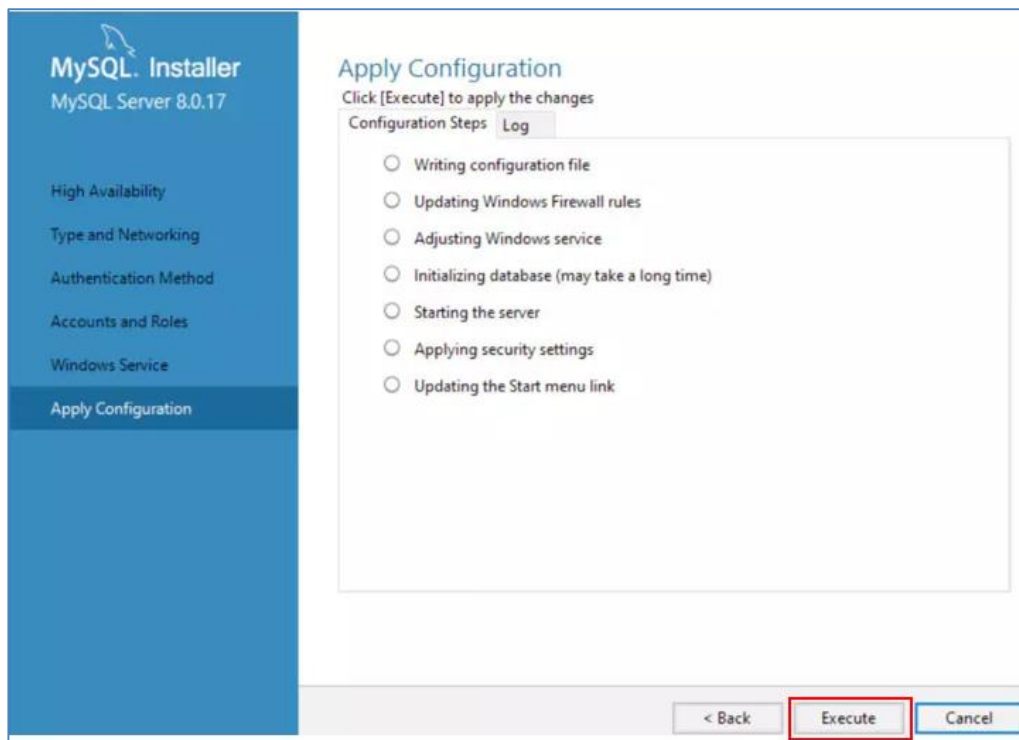 MySQL. Installer
MySQL Server 8.0.17
High Availability
Type and Networking
Authentication Method
Accounts and Roles
Windows Service
Apply Configuration
Apply Configuration
Click [Execute] to apply the changes
Configuration Steps Log
Writing configuration file
Updating Windows Firewall rules
Adjusting Windows service
Initializing database (may take a long time)
Starting the server
Applying security settings
Updating the Start menu link
< Back Execute Cancel